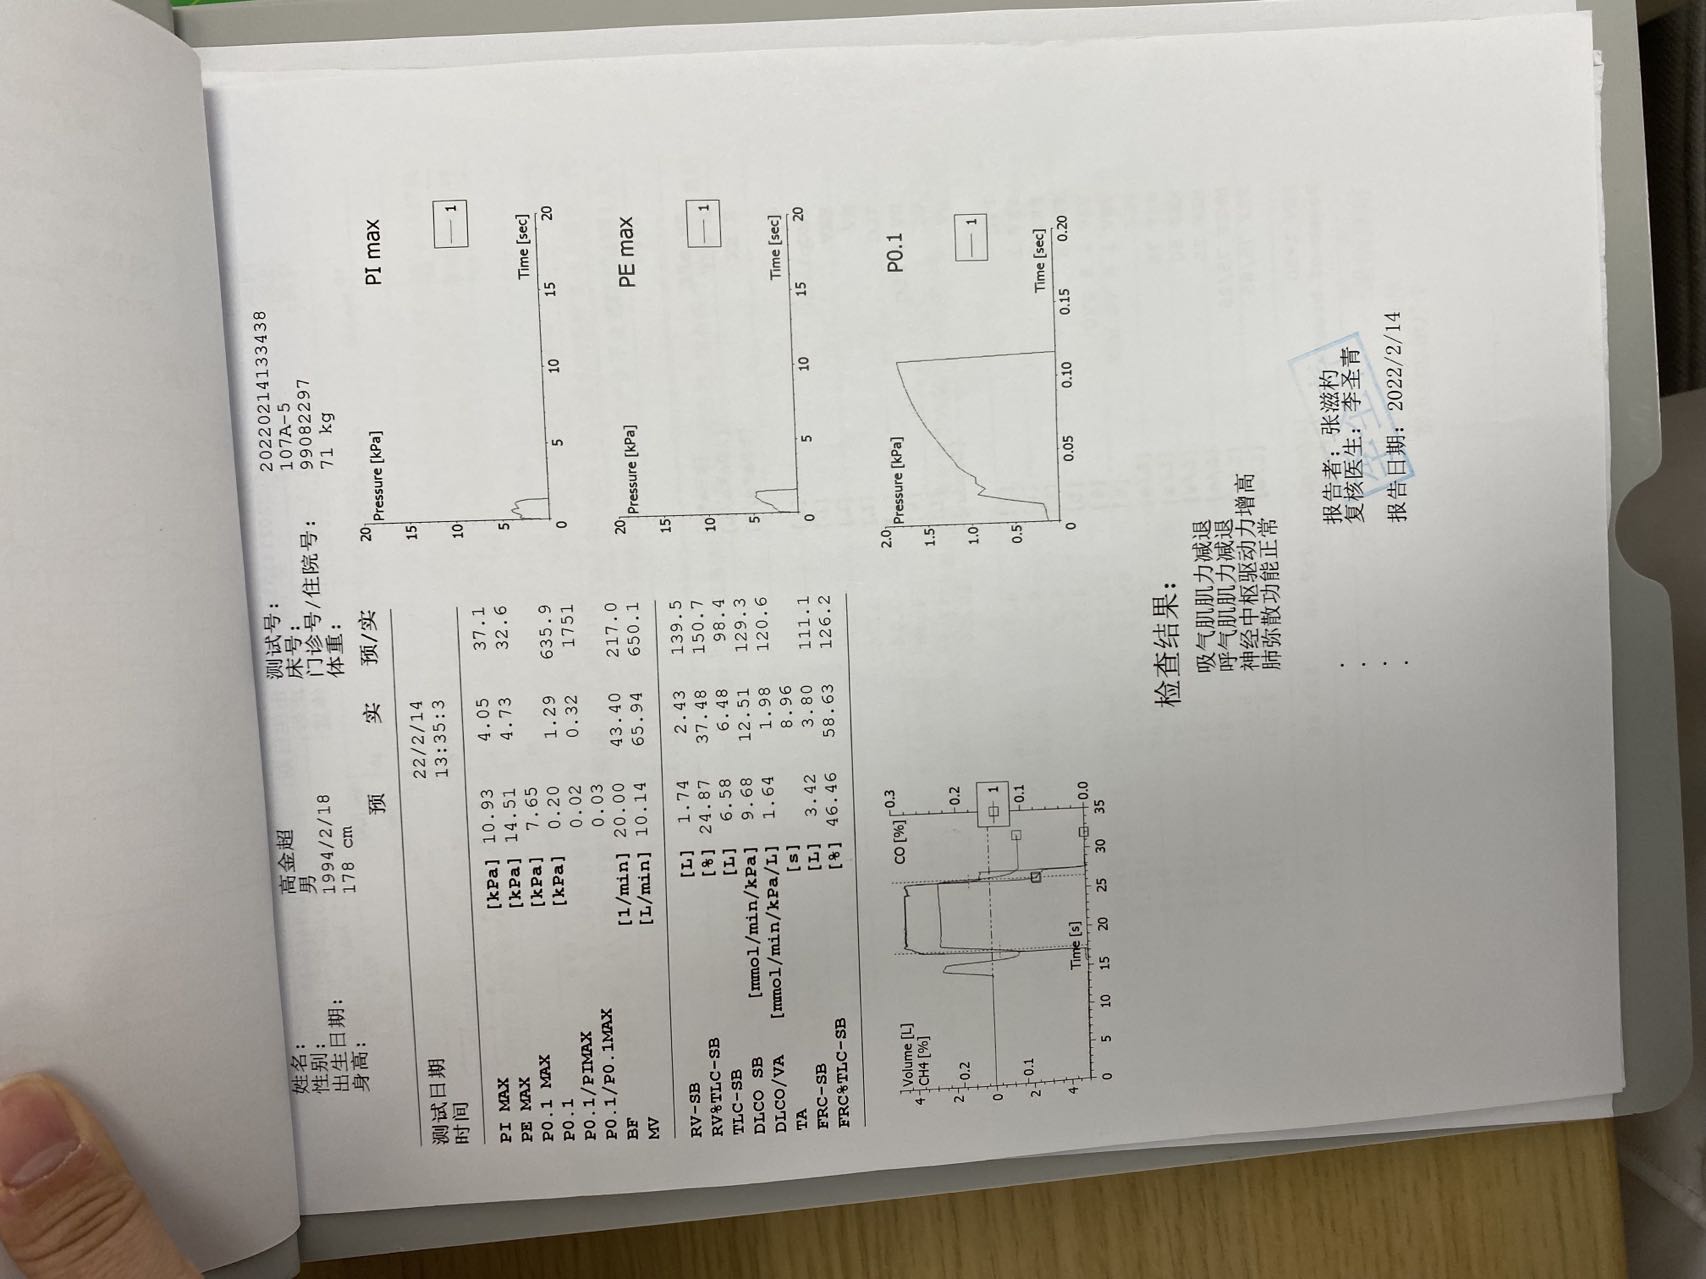 姓名: 高金超 测试号: 20220214133438
性别: 男 床号: 107A-5
出生日期: 1994/2/18 门诊号/住院号: 99082297
身高: 178 cm 体重: 71 kg
预 实 预/实
测试日期 22/2/14
时间 13:35:3
PI MAX [kPa] 10.93 4.05 37.1
PE MAX [kPa] 14.51 4.73 32.6
P0.1 MAX [kPa] 7.65
P0.1 [kPa] 0.20 1.29 635.9
P0.1/PIMAX 0.02 0.32 1751
P0.1/P0.1MAX 0.03
BF [1/min] 20.00 43.40 217.0
MV [L/min] 10.14 65.94 650.1
RV-SB [L] 1.74 2.43 139.5
RV%TLC-SB [%] 24.87 37.48 150.7
TLC-SB [L] 6.58 6.48 98.4
DLCO SB [mmol/min/kPa] 9.68 12.51 129.3
DLCO/VA [mmol/min/kPa/L] 1.64 1.98 120.6
TA [s] 8.96
FRC-SB [L] 3.42 3.80 111.1
FRC%TLC-SB [%] 46.46 58.63 126.2
20 Pressure [kPa] PI max
15
10 1
5
Time [sec]
0 5 10 15 20
20 Pressure [kPa] PE max
15
10 1
5
Time [sec]
0 5 10 15 20
Volume [L] CO [%] 0.3
4 CH4 [%]
2 0.2 0.2
0 1
2 0.1 0.1
4 Time [s] 0.0
0 5 10 15 20 25 30 35
2.0 Pressure [kPa] P0.1
1.5
1.0 1
0.5
Time [sec]
0 0.05 0.10 0.15 0.20
检查结果:
吸气肌肌力减退
呼气肌肌力减退
神经中枢驱动力增高
肺弥散功能正常
报告者: 张滋杓
复核医生: 李圣青
报告日期: 2022/2/14